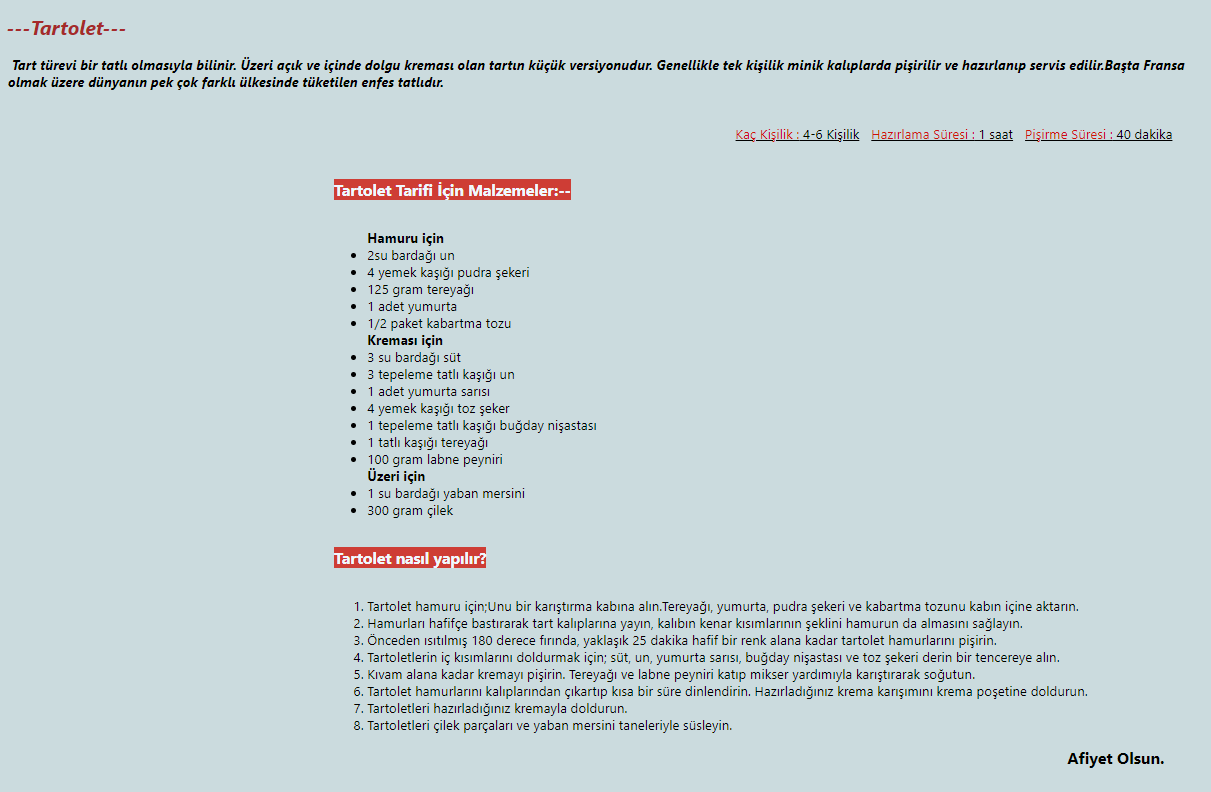 ---Tartolet---
Tart türevi bir tatlı olmasıyla bilinir. Üzeri açık ve içinde dolgu kreması olan tartın küçük versiyonudur. Genellikle tek kişilik minik kalıplarda pişirilir ve hazırlanıp servis edilir.Başta Fransa
olmak üzere dünyanın pek çok farklı ülkesinde tüketilen enfes tatlıdır.
Kaç Kişilik : 4-6 Kişilik Hazırlama Süresi : 1 saat Pişirme Süresi : 40 dakika
Tartolet Tarifi İçin Malzemeler:--
Hamuru için
• 2su bardağı un
• 4 yemek kaşığı pudra şekeri
• 125 gram tereyağı
• 1 adet yumurta
• 1/2 paket kabartma tozu
Kreması için
• 3 su bardağı süt
• 3 tepeleme tatlı kaşığı un
• 1 adet yumurta sarısı
• 4 yemek kaşığı toz şeker
• 1 tepeleme tatlı kaşığı buğday nişastası
• 1 tatlı kaşığı tereyağı
• 100 gram labne peyniri
Üzeri için
• 1 su bardağı yaban mersini
• 300 gram çilek
Tartolet nasıl yapılır?
1. Tartolet hamuru için;Unu bir karıştırma kabına alın.Tereyağı, yumurta, pudra şekeri ve kabartma tozunu kabın içine aktarın.
2. Hamurları hafifçe bastırarak tart kalıplarına yayın, kalıbın kenar kısımlarının şeklini hamurun da almasını sağlayın.
3. Önceden ısıtılmış 180 derece fırında, yaklaşık 25 dakika hafif bir renk alana kadar tartolet hamurlarını pişirin.
4. Tartoletlerin iç kısımlarını doldurmak için; süt, un, yumurta sarısı, buğday nişastası ve toz şekeri derin bir tencereye alın.
5. Kıvam alana kadar kremayı pişirin. Tereyağı ve labne peyniri katıp mikser yardımıyla karıştırarak soğutun.
6. Tartolet hamurlarını kalıplarından çıkartıp kısa bir süre dinlendirin. Hazırladığınız krema karışımını krema poşetine doldurun.
7. Tartoletleri hazırladığınız kremayla doldurun.
8. Tartoletleri çilek parçaları ve yaban mersini taneleriyle süsleyin.
Afiyet Olsun.